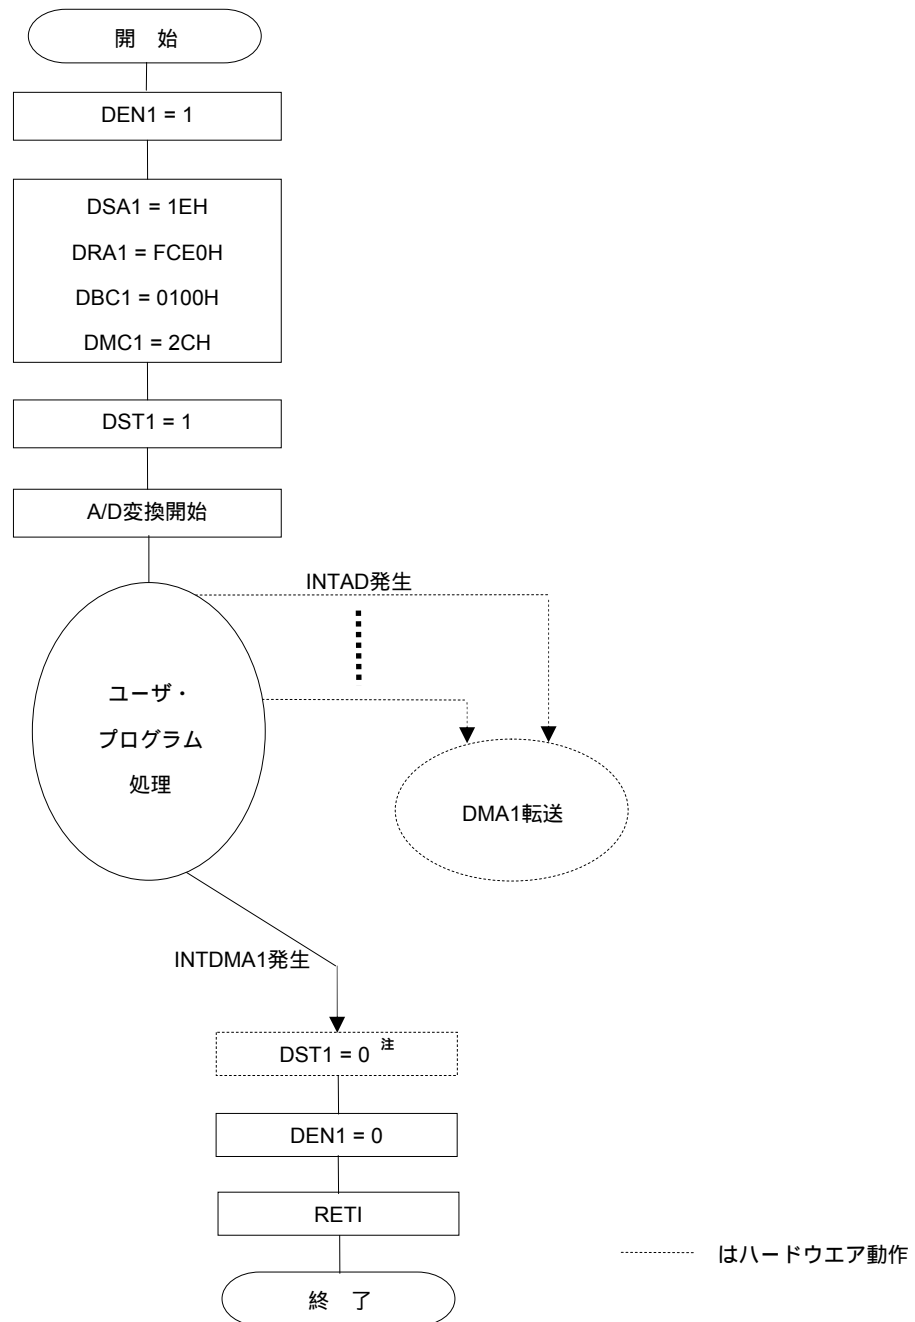 開　始
DEN1 = 1
DSA1 = 1EH
DRA1 = FCE0H
DBC1 = 0100H
DMC1 = 2CH
DST1 = 1
A/D変換開始
INTAD発生
ユーザ・
プログラム
処理
DMA1転送
INTDMA1発生
DST1 = 0 注
DEN1 = 0
RETI
はハードウエア動作
終　了